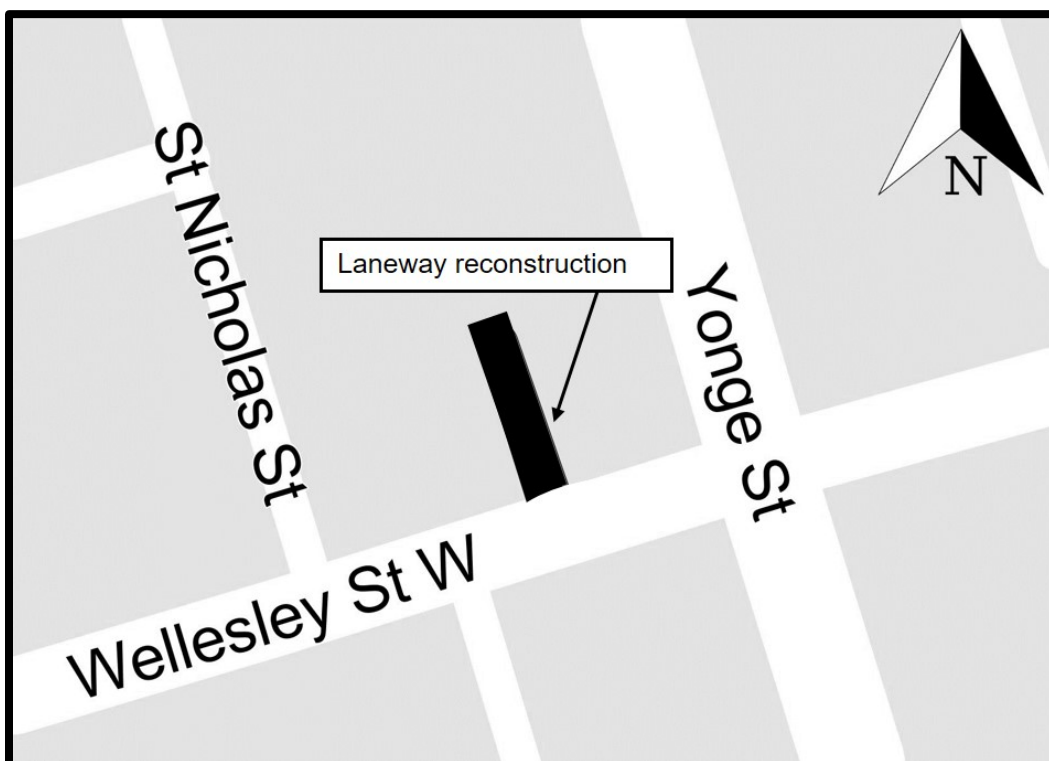 N
St Nicholas St
Laneway reconstruction
Yonge St
Wellesley St W